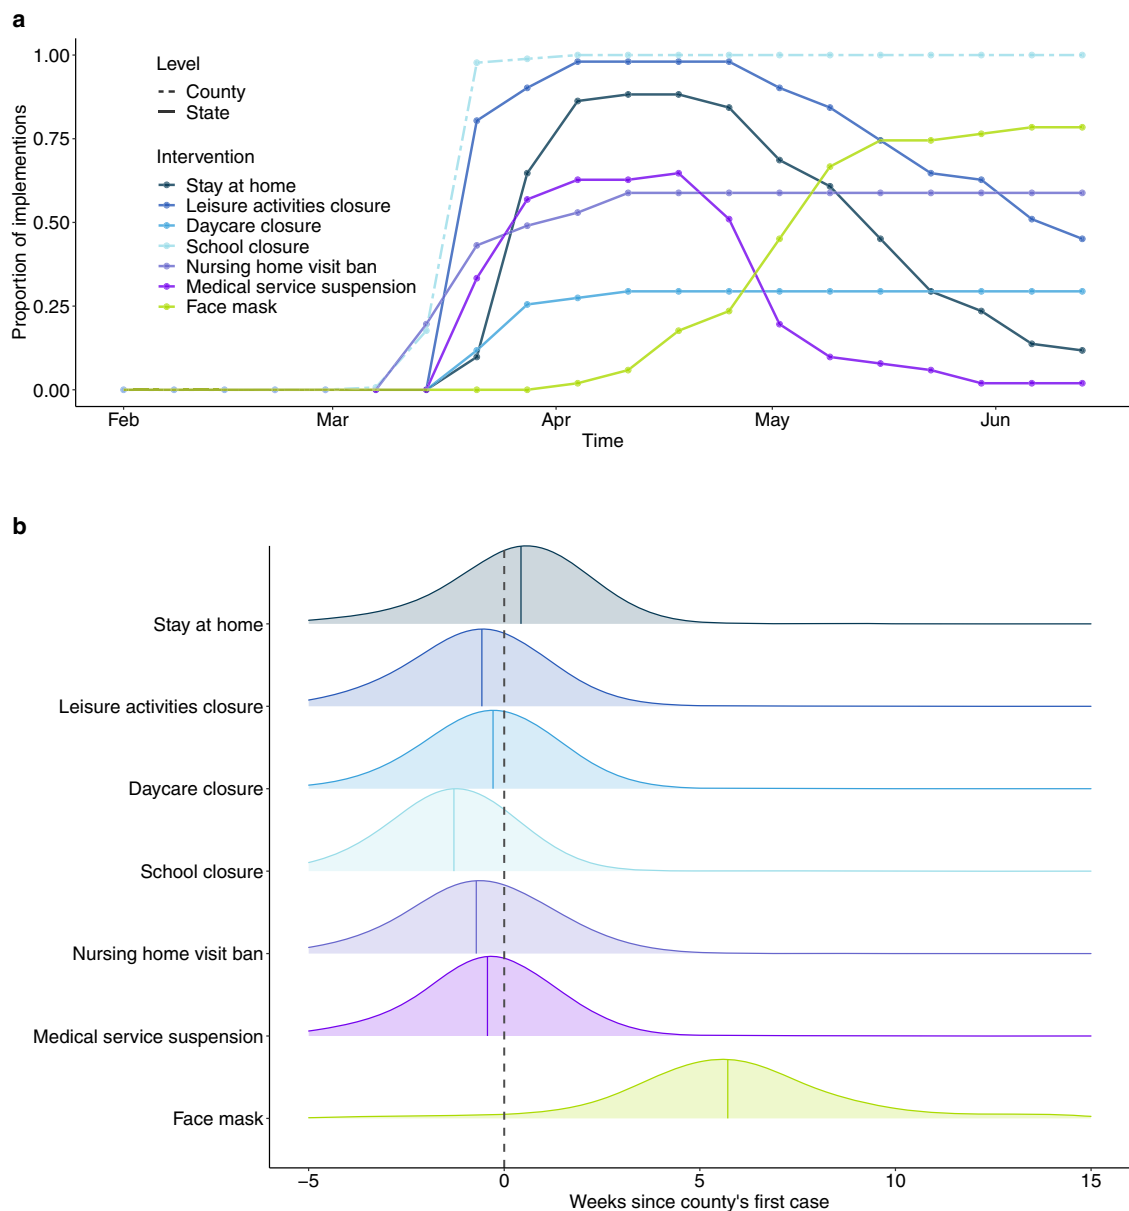 a
1.00
0.75
0.50
0.25
0.00
Proportion of implementions
Level
County
State
Intervention
Stay at home
Leisure activities closure
Daycare closure
School closure
Nursing home visit ban
Medical service suspension
Face mask
Feb
Mar
Apr
May
Jun
Time
b
Stay at home
Leisure activities closure
Daycare closure
School closure
Nursing home visit ban
Medical service suspension
Face mask
−5
0
5
10
15
Weeks since county's first case